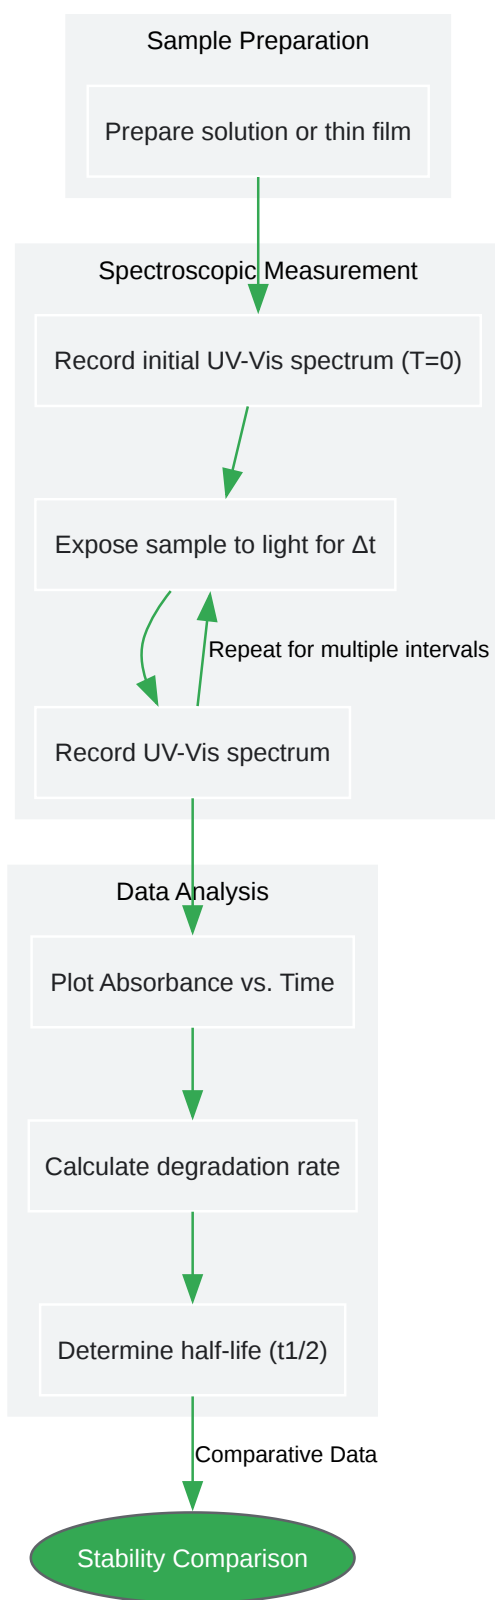 Sample Preparation
Prepare solution or thin film
Spectroscopic Measurement
Record initial UV-Vis spectrum (T=0)
Expose sample to light for Δt
Repeat for multiple intervals
Record UV-Vis spectrum
Data Analysis
Plot Absorbance vs. Time
Calculate degradation rate
Determine half-life (t1/2)
Comparative Data
Stability Comparison